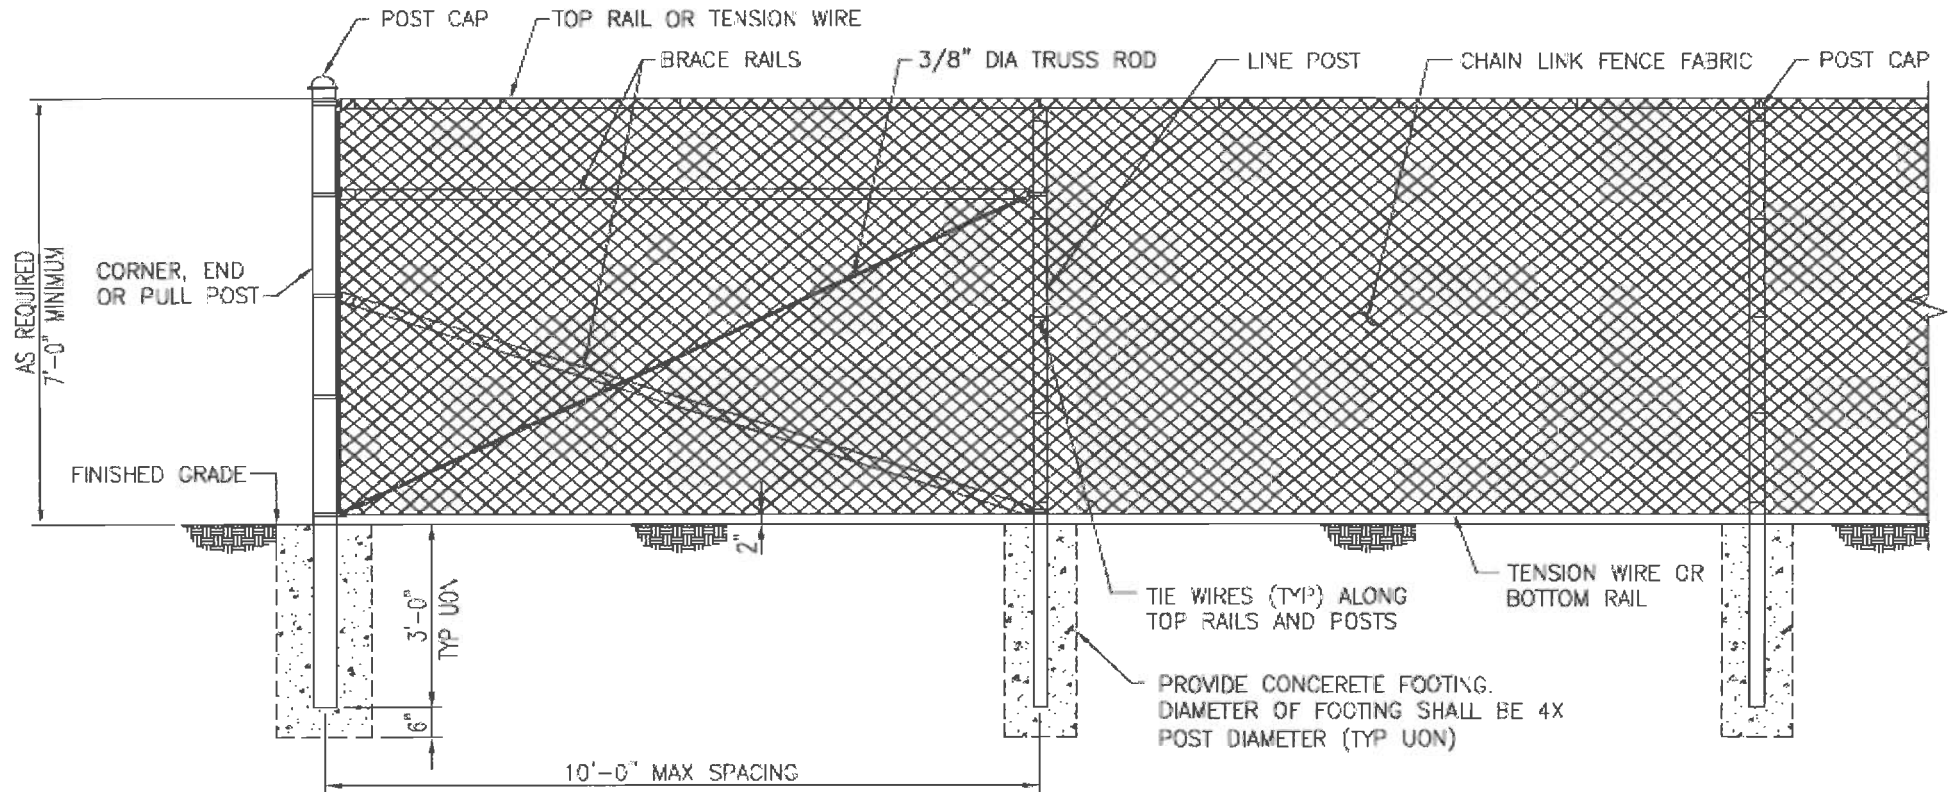 POST CAP
TOP RAIL OR TENSION WIRE
BRACE RAILS
3/8" DIA TRUSS ROD
LINE POST
CHAIN LINK FENCE FABRIC
POST CAP
AS REQUIRED
7'-0" MINIMUM
CORNER, END
OR PULL POST
FINISHED GRADE
2"
3'-0"
TYP UON
6"
TIE WIRES (TYP) ALONG
TOP RAILS AND POSTS
TENSION WIRE OR
BOTTOM RAIL
PROVIDE CONCERETE FOOTING.
DIAMETER OF FOOTING SHALL BE 4X
POST DIAMETER (TYP UON)
10'-0" MAX SPACING